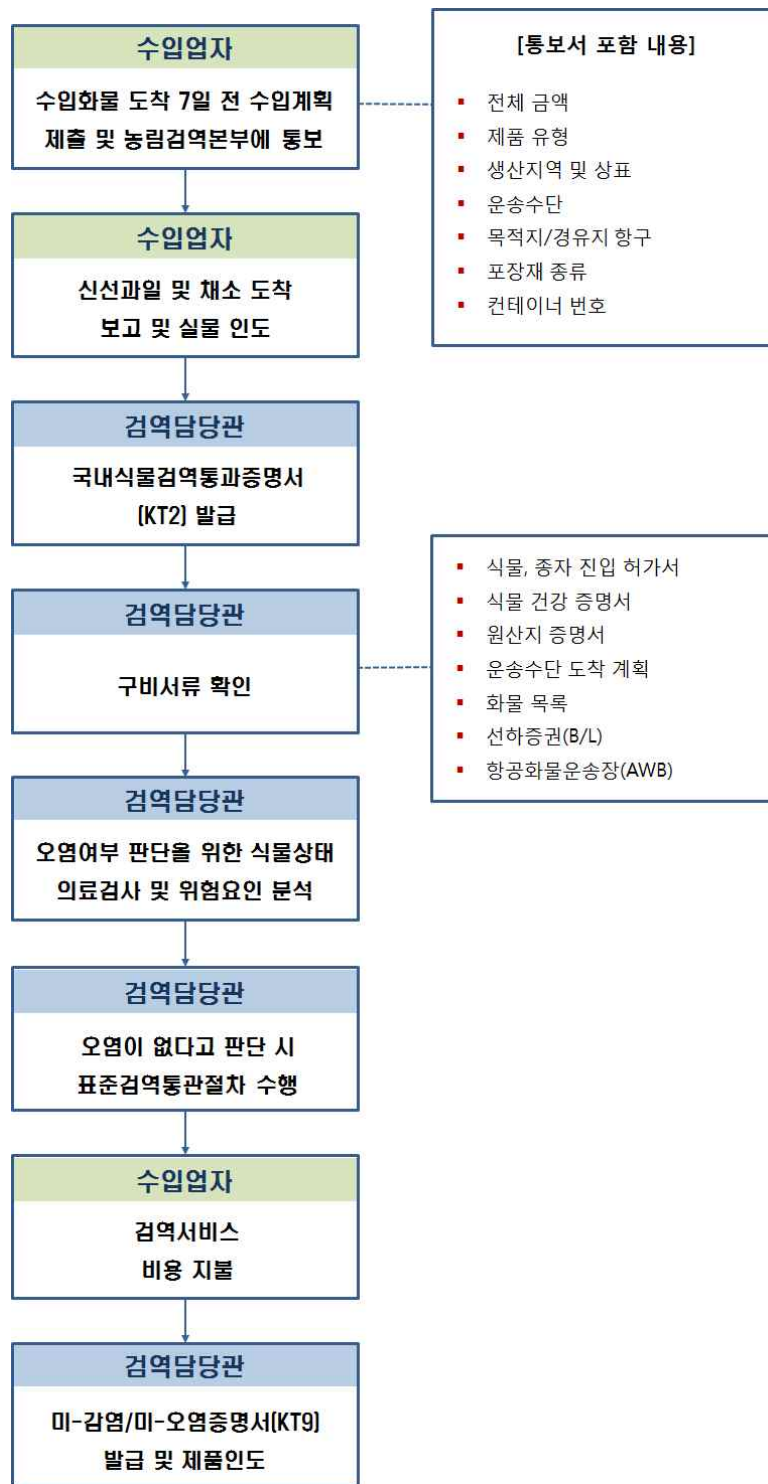 수입업자
수입화물 도착 7일 전 수입계획
제출 및 농림검역본부에 통보
[통보서 포함 내용]
▪ 전체 금액
▪ 제품 유형
▪ 생산지역 및 상표
▪ 운송수단
▪ 목적지/경유지 항구
▪ 포장재 종류
▪ 컨테이너 번호
수입업자
신선과일 및 채소 도착
보고 및 실물 인도
검역담당관
국내식물검역통과증명서
(KT2) 발급
검역담당관
구비서류 확인
▪ 식물, 종자 진입 허가서
▪ 식물 건강 증명서
▪ 원산지 증명서
▪ 운송수단 도착 계획
▪ 화물 목록
▪ 선하증권(B/L)
▪ 항공화물운송장(AWB)
검역담당관
오염여부 판단을 위한 식물상태
의료검사 및 위험요인 분석
검역담당관
오염이 없다고 판단 시
표준검역통관절차 수행
수입업자
검역서비스
비용 지불
검역담당관
미-감염/미-오염증명서(KT9)
발급 및 제품인도